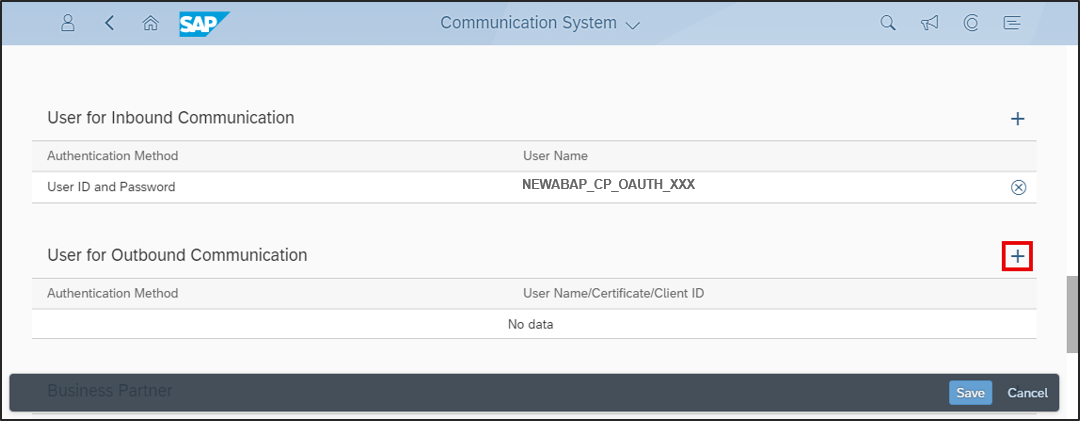 SAP Communication System
User for Inbound Communication
Authentication Method User Name
User ID and Password NEWABAP_CP_OAUTH_XXX
User for Outbound Communication
Authentication Method User Name/Certificate/Client ID
No data
Business Partner Save Cancel